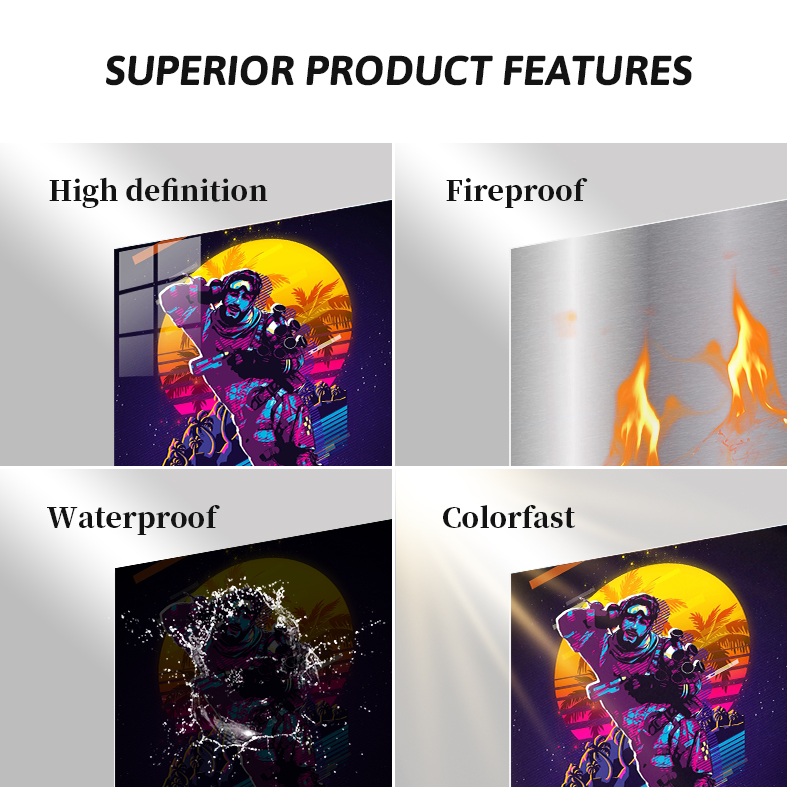 SUPERIOR PRODUCT FEATURES
High definition
Fireproof
Waterproof
Colorfast